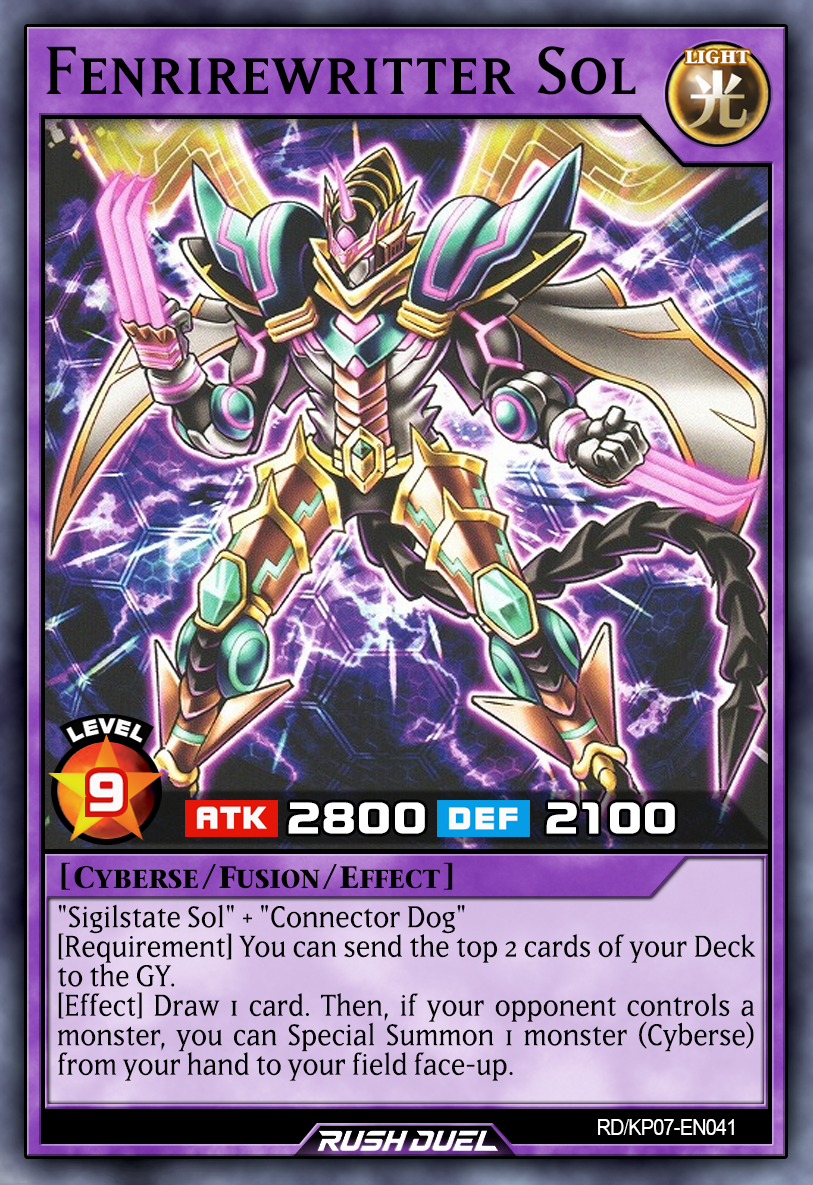 Fenrirewritter Sol
LIGHT
光
LEVEL
9
ATK 2800 DEF 2100
[Cyberse/Fusion/Effect]
"Sigilstate Sol" + "Connector Dog"
[Requirement] You can send the top 2 cards of your Deck
to the GY.
[Effect] Draw 1 card. Then, if your opponent controls a
monster, you can Special Summon 1 monster (Cyberse)
from your hand to your field face-up.
RD/KP07-EN041
RUSH DUEL